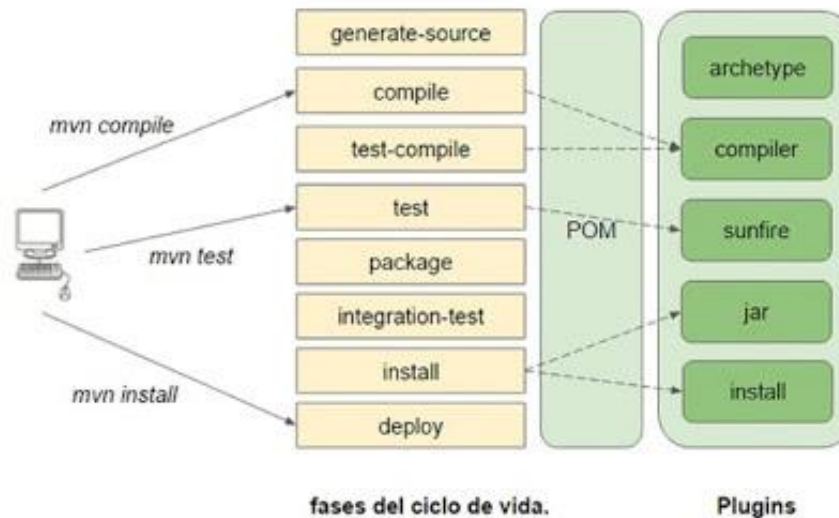 generate-source
compile
test-compile
test
package
integration-test
install
deploy
mvn compile
mvn test
mvn install
POM
archetype
compiler
sunfire
jar
install
fases del ciclo de vida.
Plugins